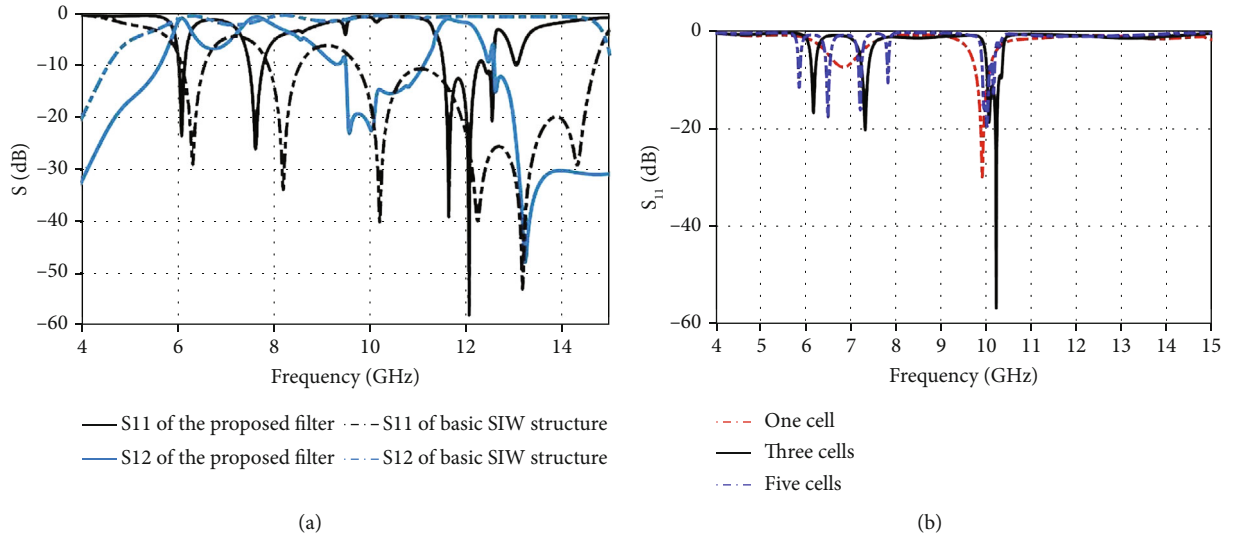 0
–10
–20
–30
–40
–50
–60
S (dB)
4
6
8
10
12
14
Frequency (GHz)
S11 of the proposed filter
S11 of basic SIW structure
S12 of the proposed filter
S12 of basic SIW structure
(a)
0
–20
–40
–60
S11 (dB)
4
5
6
7
8
9
10
11
12
13
14
15
Frequency (GHz)
One cell
Three cells
Five cells
(b)